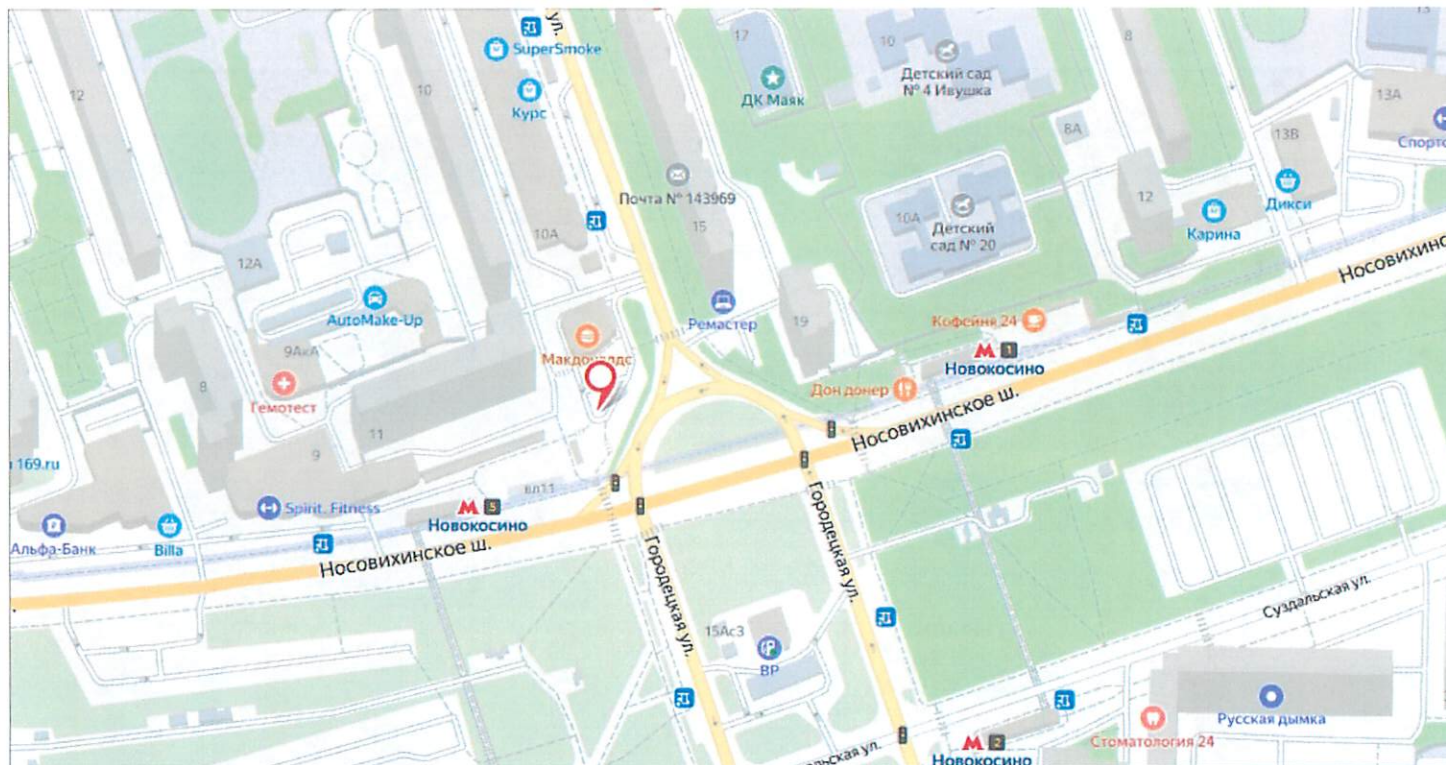 ул.
SuperSmoke
Курс
12
10
17
ДК Маяк
10
Детский сад
№ 4 Ивушка
8
13
13А
8А
13В
Почта № 143969
15
10А
Детский
сад № 20
12
Дикси
Карина
10А
12А
AutoMake-Up
Макдоналдс
Ремастер
19
Кофейня 24
1
Новокосино
9АкА
Гемотест
8
11
9
Дон донер
Носовихинское ш.
169.ru
Spirit. Fitness
5
Новокосино
вл11
Альфа-Банк
Billa
Носовихинское ш.
Городецкая ул.
Городецкая ул.
Суздальская ул.
15Ас3
BP
Русская дымка
Стоматология 24
2
Новокосино